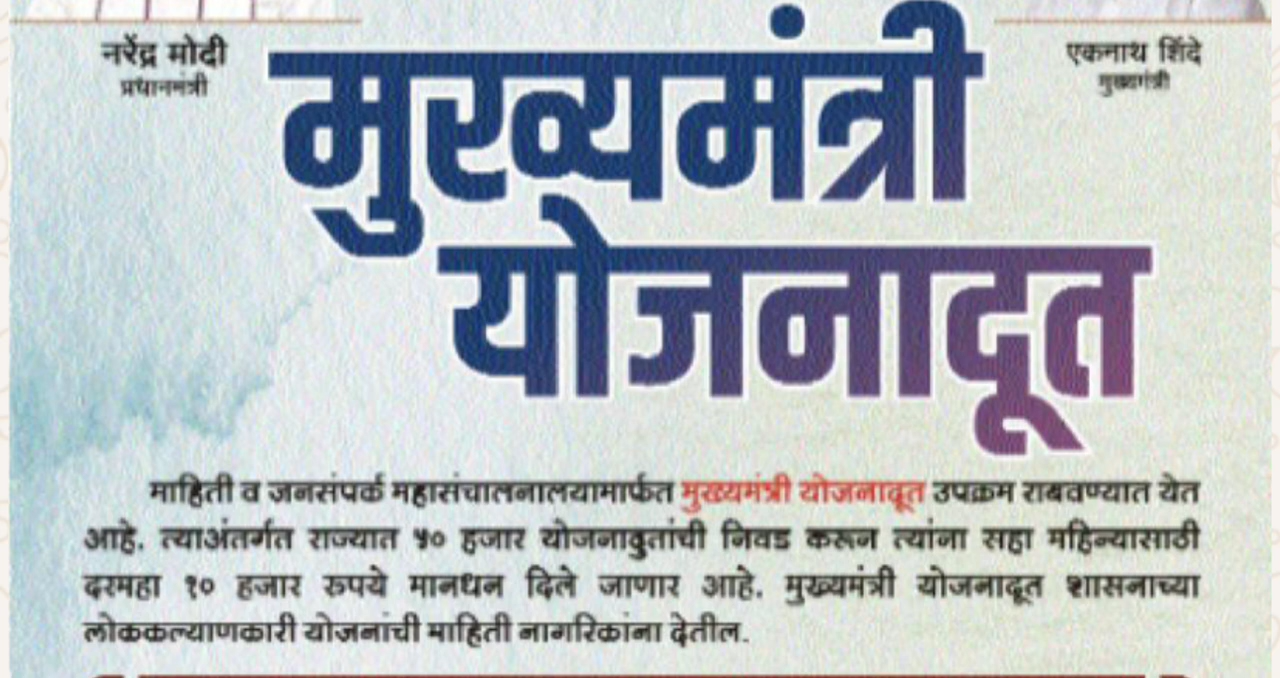 नरेंद्र मोदी
प्रधानमंत्री
एकनाथ शिंदे
मुख्यमंत्री
मुख्यमंत्री
योजनादूत
माहिती व जनसंपर्क महासंचालनालयामार्फत मुख्यमंत्री योजनादूत उपक्रम राबवण्यात येत
आहे. त्याअंतर्गत राज्यात ५० हजार योजनादुतांची निवड करून त्यांना सहा महिन्यासाठी
दरमहा १० हजार रुपये मानधन दिले जाणार आहे. मुख्यमंत्री योजनादूत शासनाच्या
लोककल्याणकारी योजनांची माहिती नागरिकांना देतील.